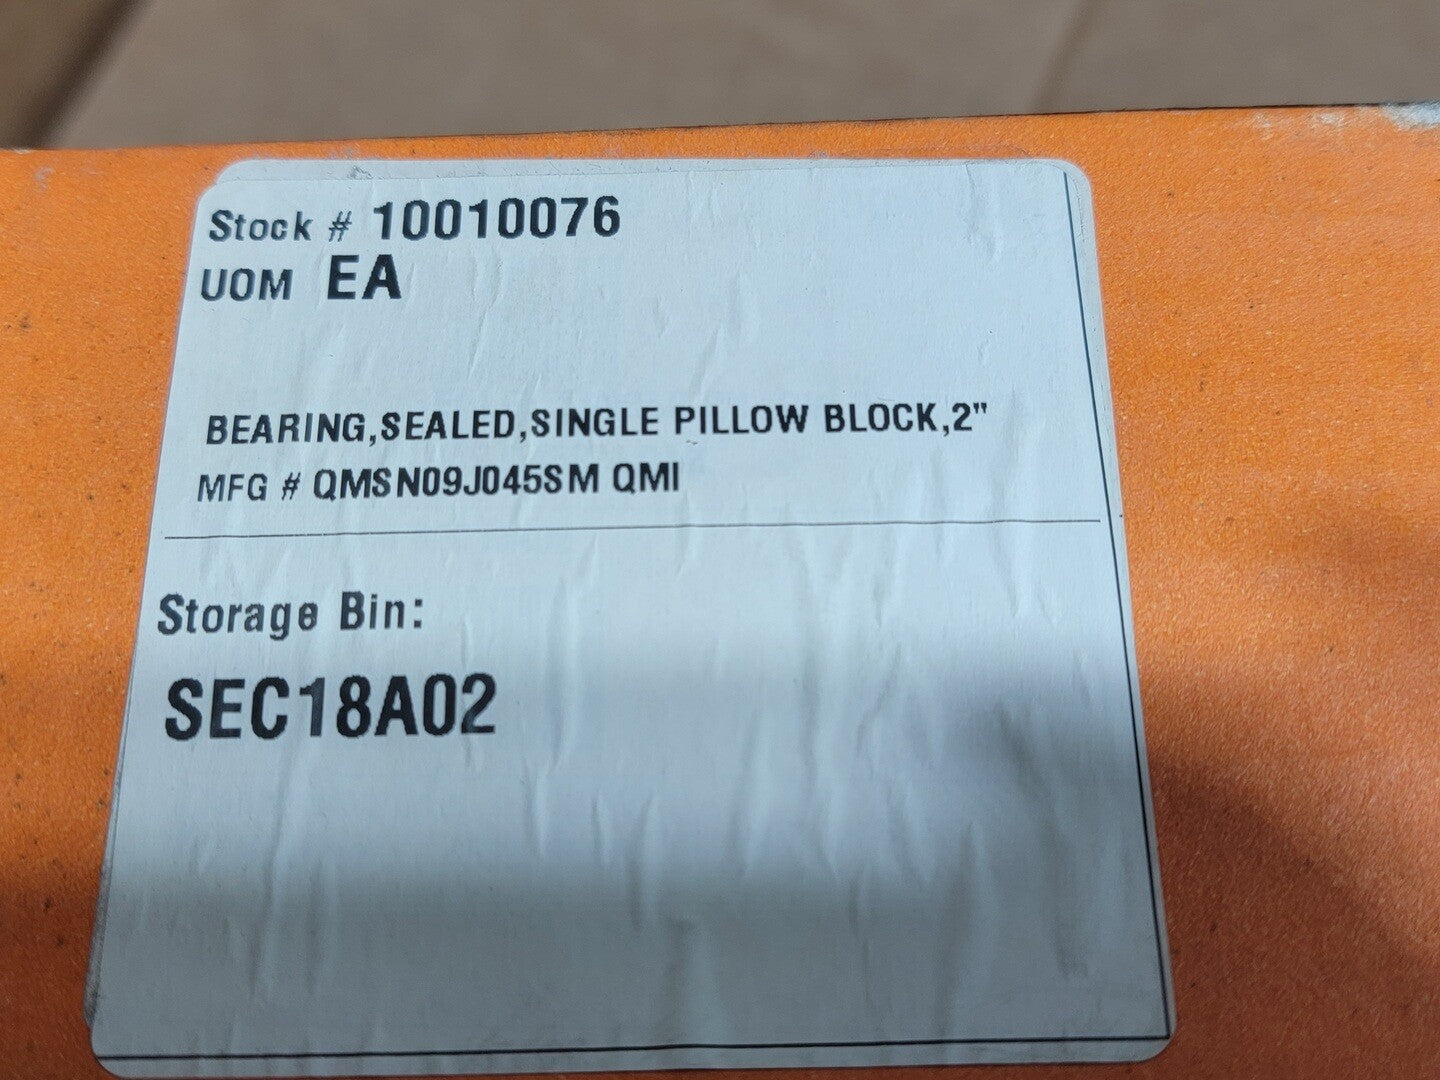 Stock # 10010076
UOM EA
BEARING,SEALED,SINGLE PILLOW BLOCK,2"
MFG # QMSN09J045SM QMI
Storage Bin:
SEC18A02